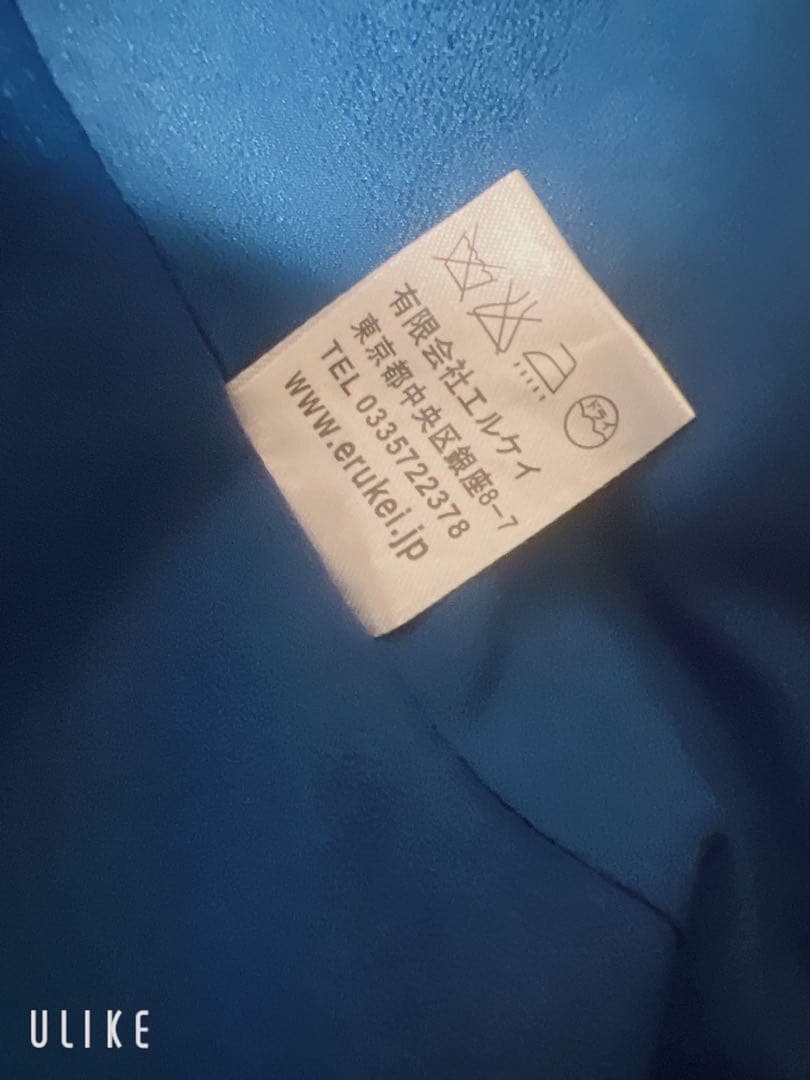 ドライ
有限会社エルケイ
東京都中央区銀座8-7
TEL 0335722378
www.erukei.jp
ULIKE